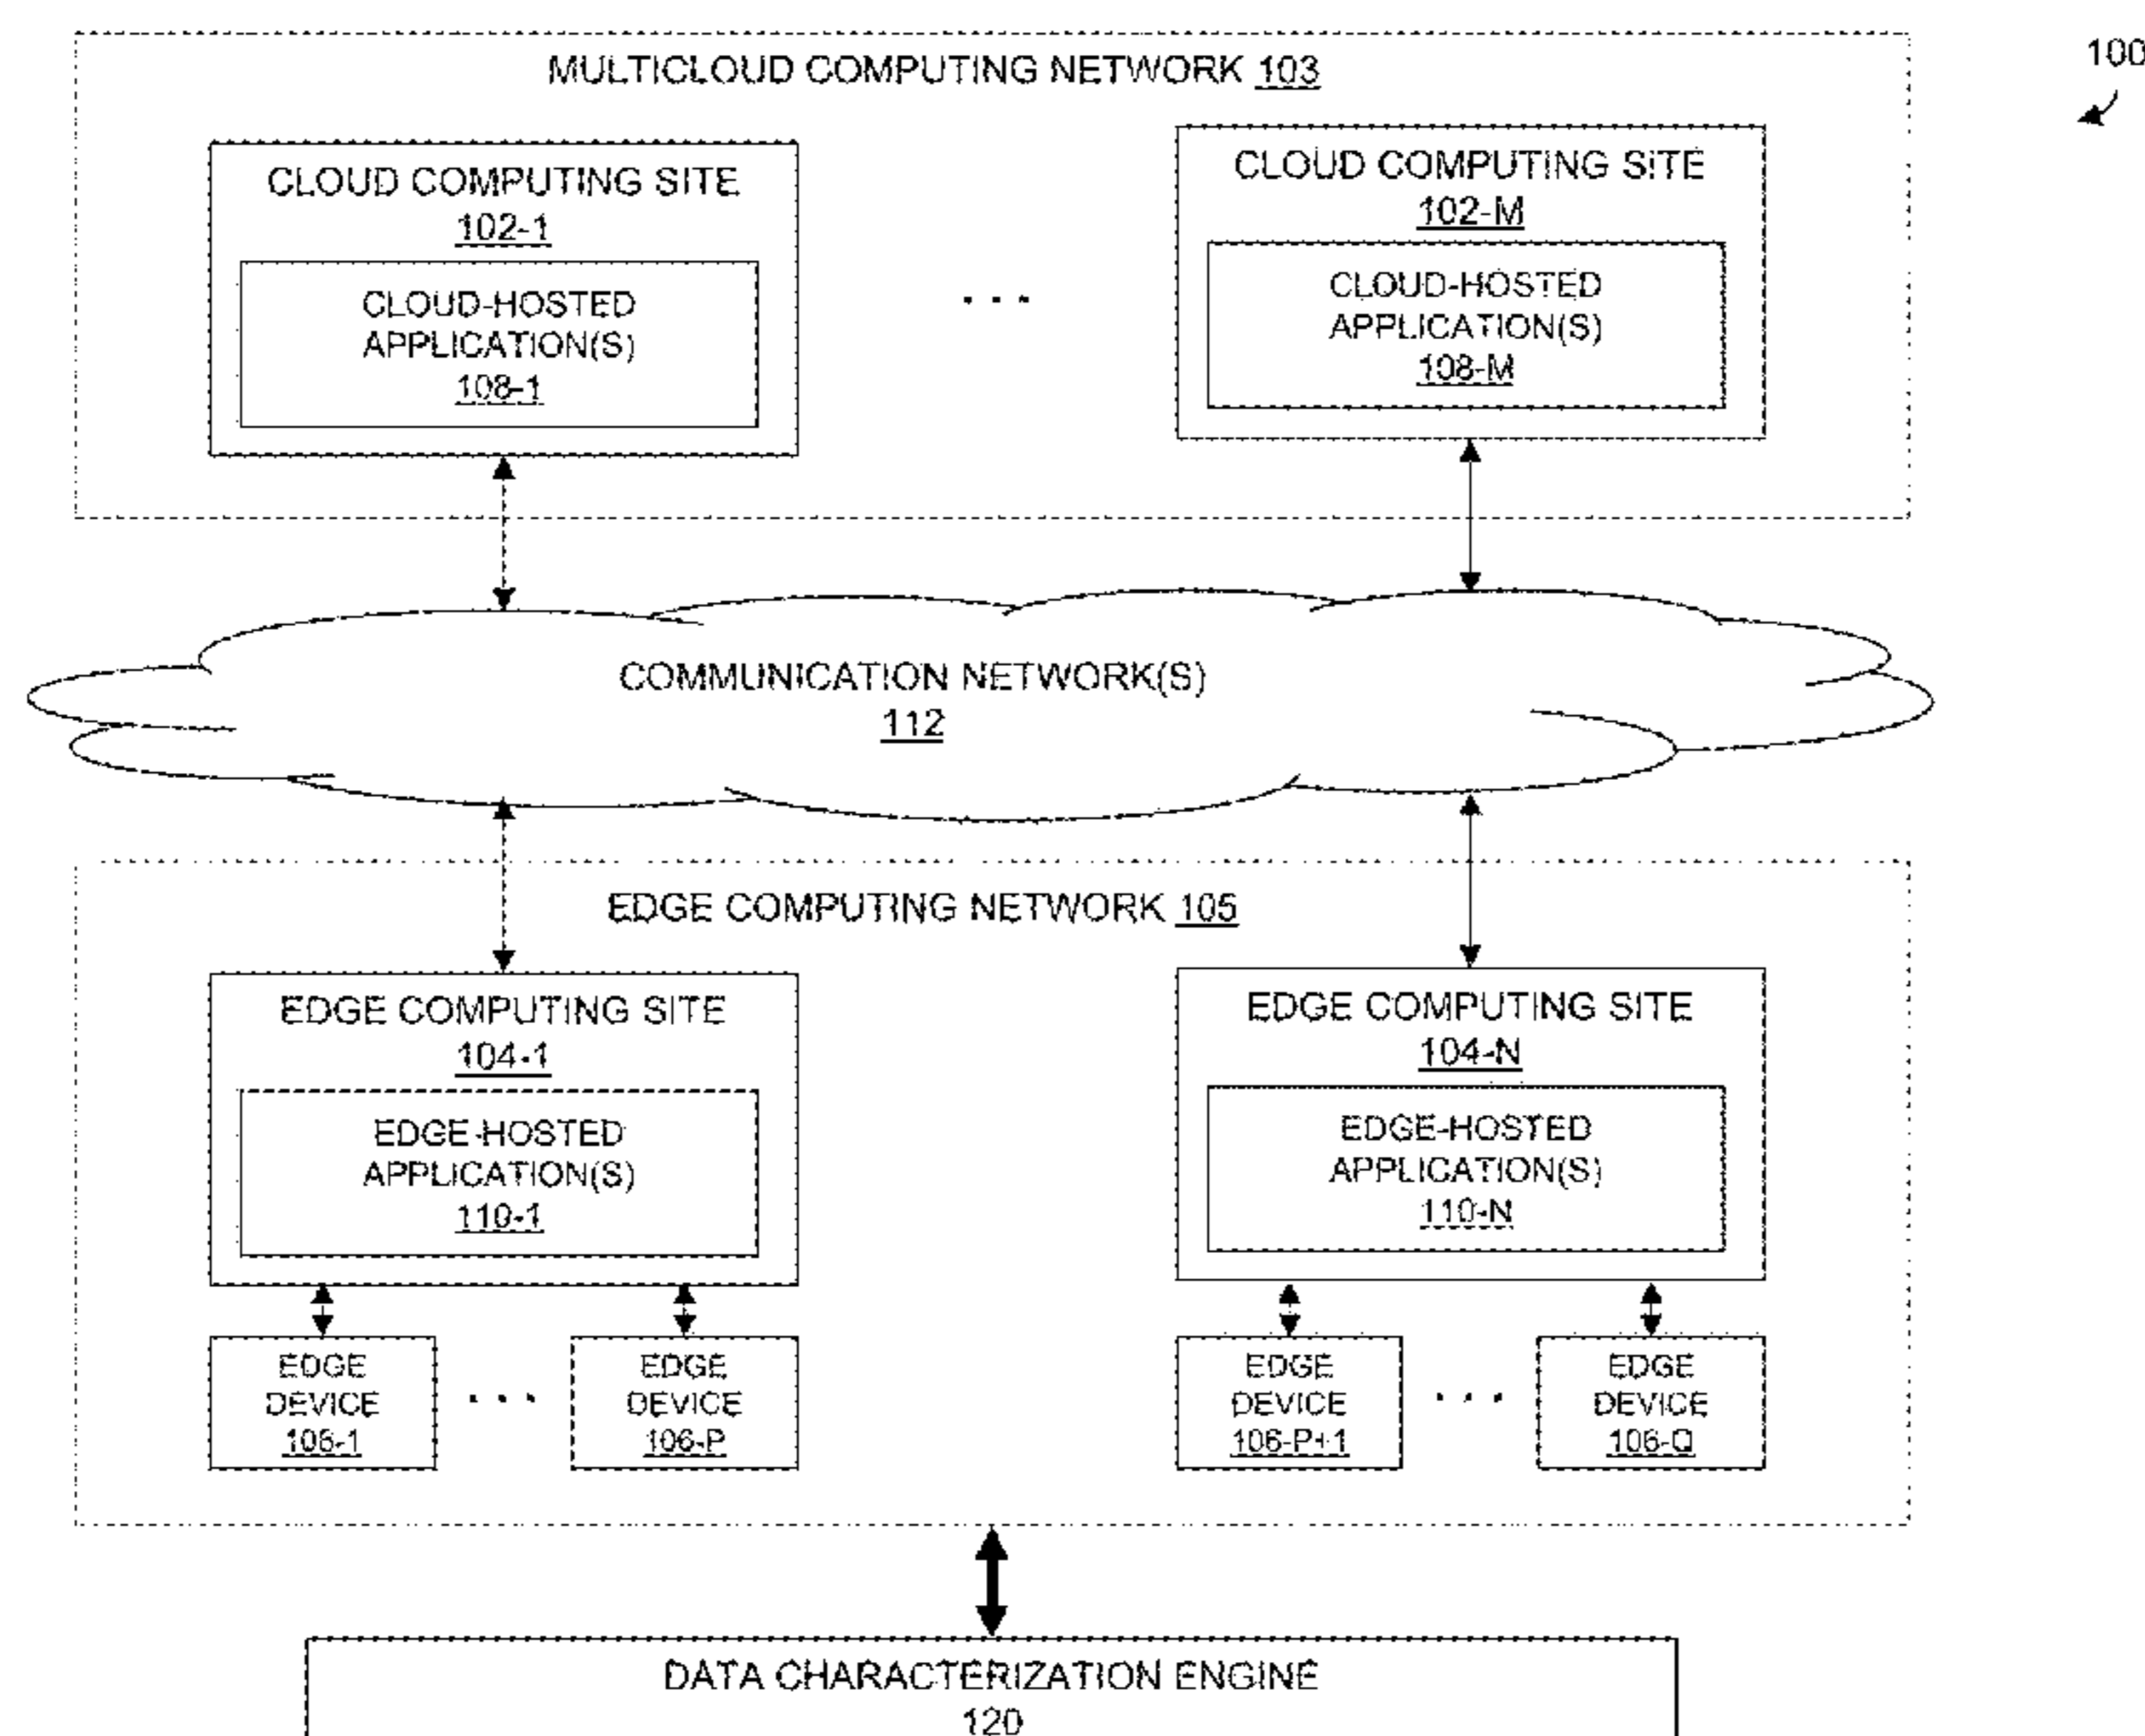 100
MULTICLOUD COMPUTING NETWORK 103
CLOUD COMPUTING SITE
102-1
CLOUD-HOSTED
APPLICATION(S)
108-1
. . .
CLOUD COMPUTING SITE
102-M
CLOUD-HOSTED
APPLICATION(S)
108-M
COMMUNICATION NETWORK(S)
112
EDGE COMPUTING NETWORK 105
EDGE COMPUTING SITE
104-1
EDGE-HOSTED
APPLICATION(S)
110-1
EDGE COMPUTING SITE
104-N
EDGE-HOSTED
APPLICATION(S)
110-N
EDGE
DEVICE
106-1
. . .
EDGE
DEVICE
106-P
EDGE
DEVICE
106-P+1
. . .
EDGE
DEVICE
106-Q
DATA CHARACTERIZATION ENGINE
120